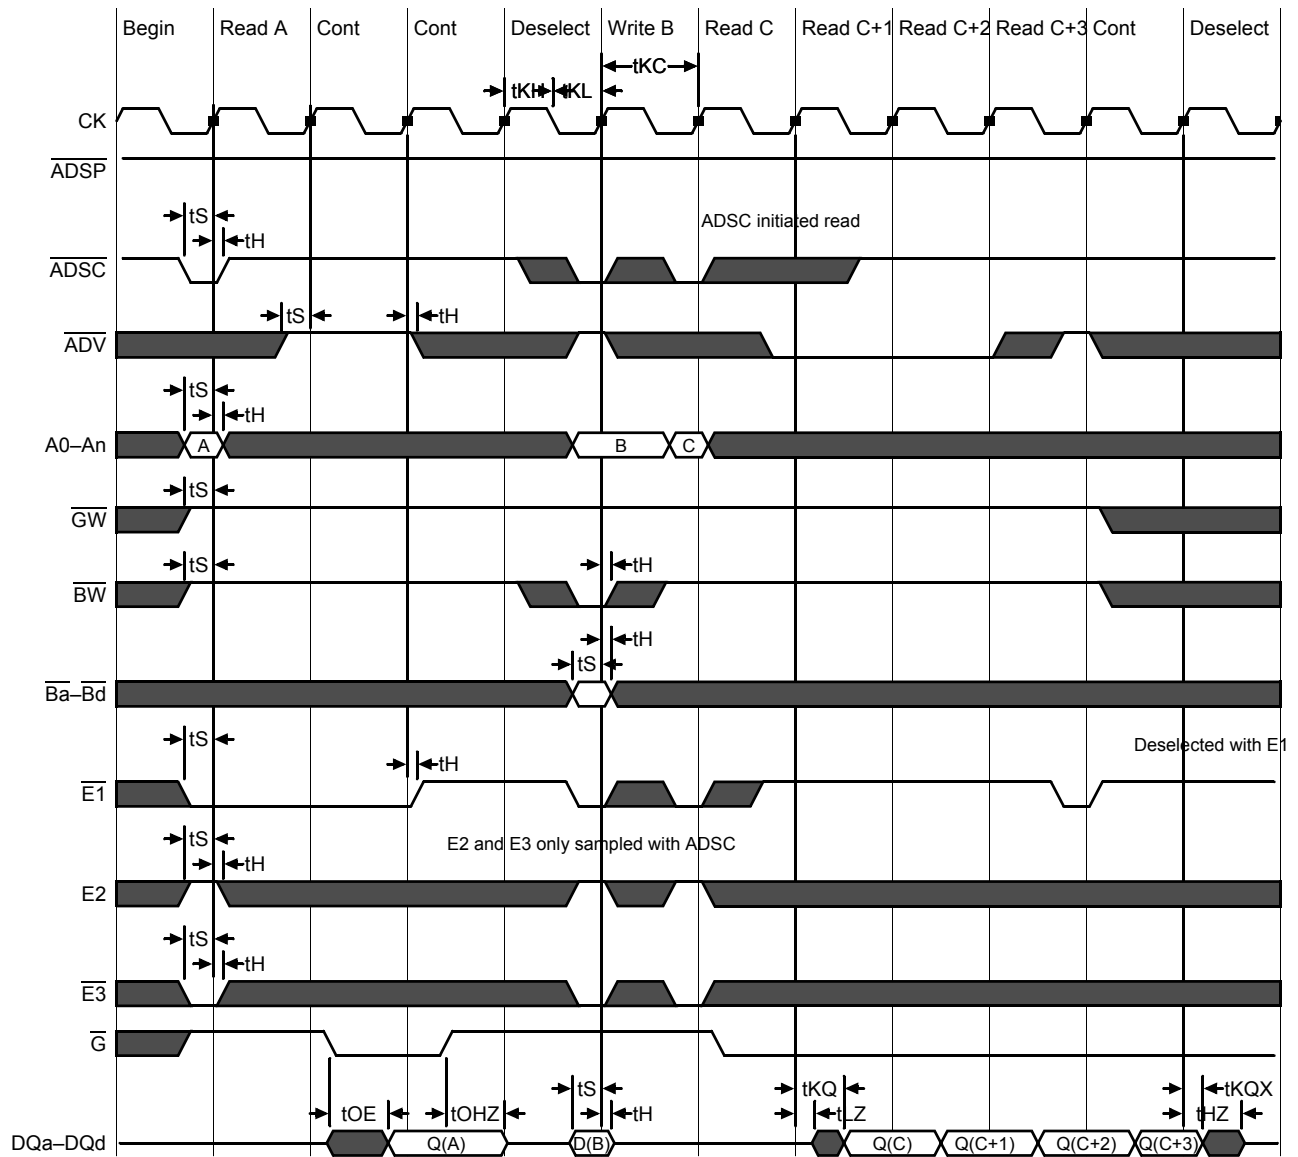 Begin Read A Cont Cont Deselect Write B Read C Read C+1 Read C+2 Read C+3 Cont Deselect
tKC
tKH tKL
CK
ADSP
tS
ADSC initiated read
tH
ADSC
tS tH
ADV
tS
tH
A0–An A B C
tS
GW
tS tH
BW
tH
tS
Ba–Bd
tS
Deselected with E1
tH
E1
tS
E2 and E3 only sampled with ADSC
tH
E2
tS
tH
E3
G
tS tKQ tKQX
tOE tOHZ tH tLZ tHZ
DQa–DQd Q(A) D(B) Q(C) Q(C+1) Q(C+2) Q(C+3)